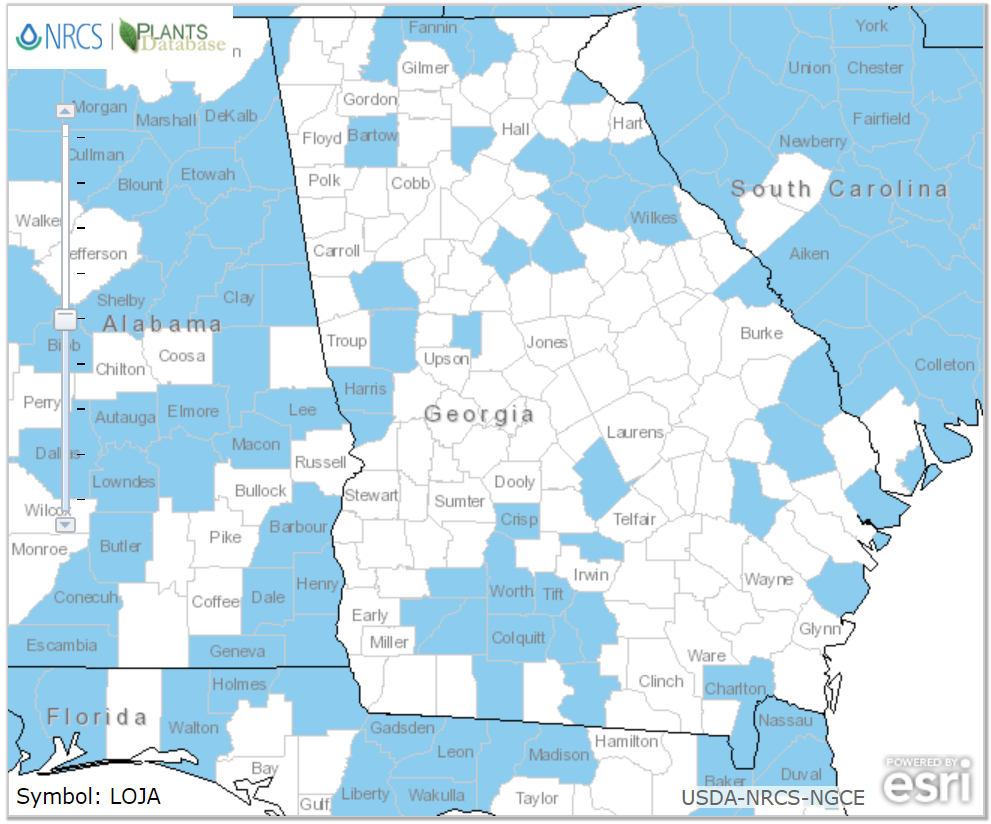 NRCS PLANTS
Database
n
York
Fannin
Union Chester
Gilmer
Morgan Marshall DeKalb
Gordon
Fairfield
Floyd Bartow Hall Hart
Newberry
Cullman
Blount Etowah
Polk Cobb
South Carolina
Walke
Wilkes
efferson
Carroll
Aiken
Shelby Clay
Alabama
Troup Jones Burke
Bibb
Chilton Coosa
Upson
Colleton
Perry
Harris
Autauga Elmore Lee
Georgia
Laurens
Macon
Dallas
Russell
Lowndes
Bullock
Stewart Sumter Dooly
Wilcox
Crisp Telfair
Barbour
Pike
Monroe Butler
Irwin Wayne
Henry
Worth Tift
Conecuh Coffee Dale
Early
Glynn
Miller Colquitt
Escambia
Geneva
Ware
Clinch
Holmes
Charlton
Florida
Walton
Nassau
Gadsden
Leon Madison Hamilton
Bay
Duval
Baker
Liberty Wakulla Taylor
Gulf
Symbol: LOJA
USDA-NRCS-NGCE
POWERED BY
esri